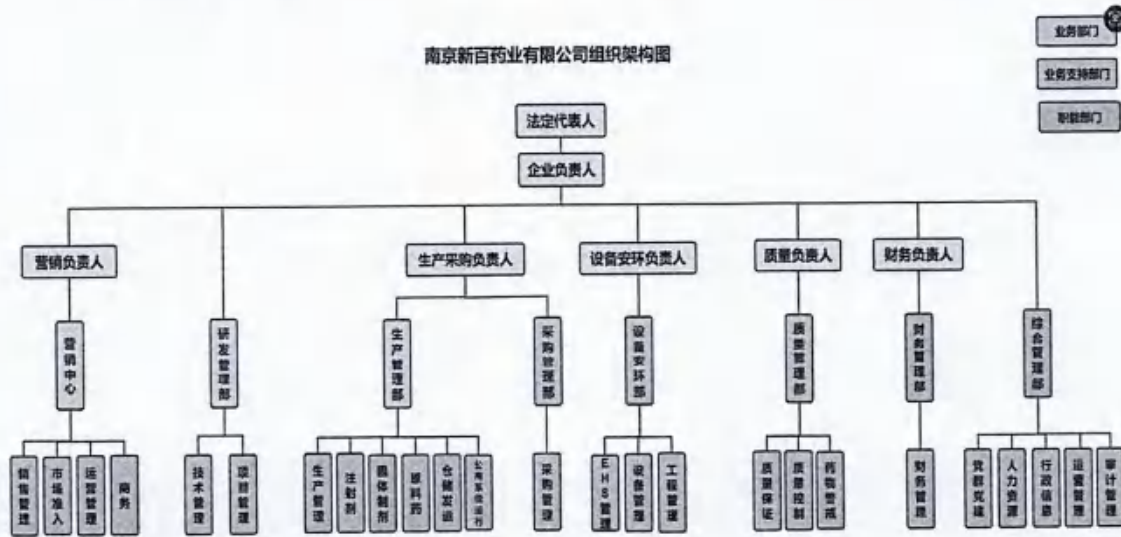 业务部门
南京新百药业有限公司组织架构图
业务支持部门
职能部门
法定代表人
企业负责人
营销负责人
生产采购负责人
设备安环负责人
质量负责人
财务负责人
营销中心
研发管理部
生产管理部
采购管理部
设备安环部
质量管理部
财务管理部
综合管理部
销售管理
市场准入
运营管理
商务
技术管理
项目管理
生产管理
注射剂
固体制剂
原料药
仓储发运
采购管理
EHS管理
设备管理
工程管理
质量保证
质量控制
药物警戒
财务管理
党群党建
人力资源
行政信息
运营管理
审计管理